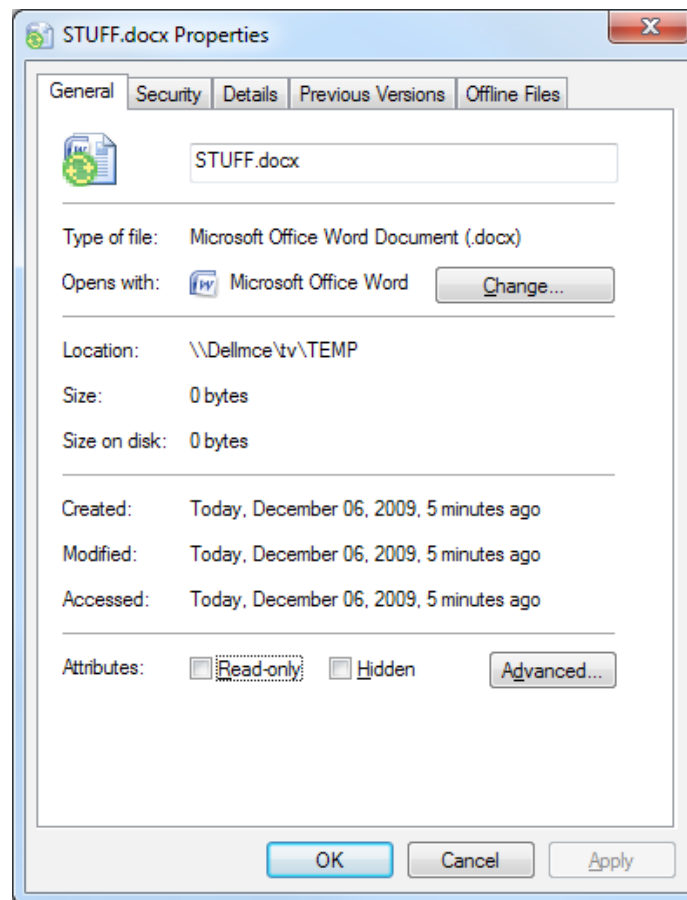 STUFF.docx Properties
General Security Details Previous Versions Offline Files
STUFF.docx
Type of file: Microsoft Office Word Document (.docx)
Opens with: Microsoft Office Word Change...
Location: \\Dellmce\tv\TEMP
Size: 0 bytes
Size on disk: 0 bytes
Created: Today, December 06, 2009, 5 minutes ago
Modified: Today, December 06, 2009, 5 minutes ago
Accessed: Today, December 06, 2009, 5 minutes ago
Attributes: Read-only Hidden Advanced...
OK Cancel Apply